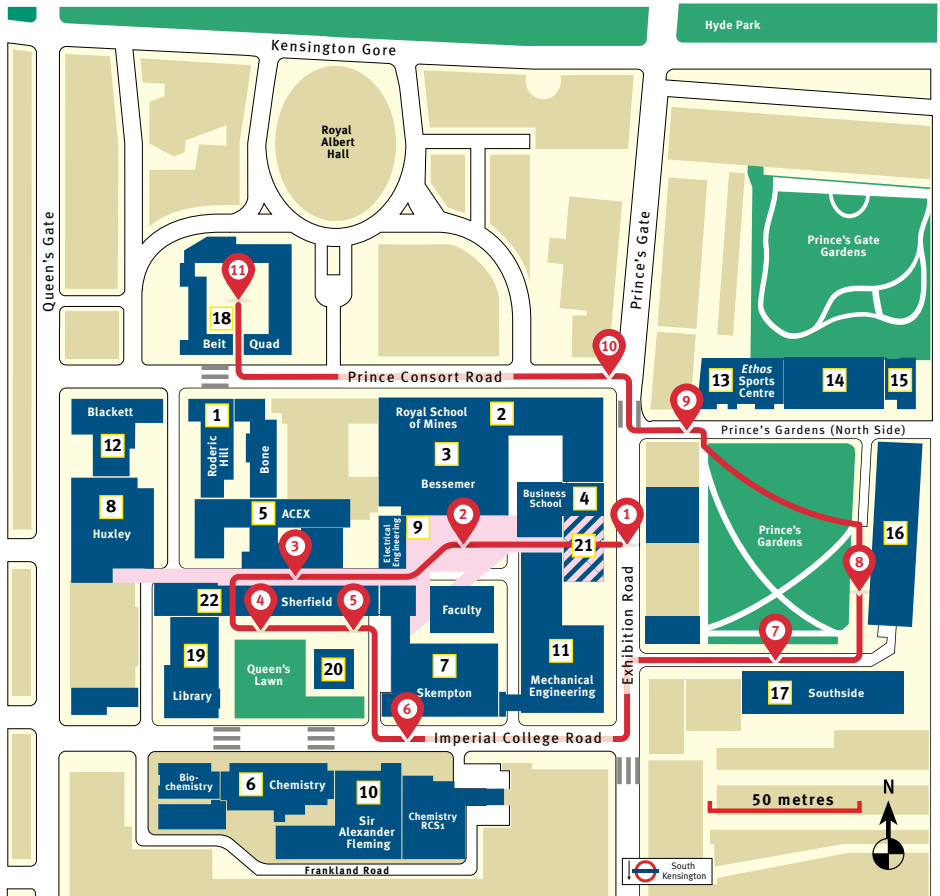 Hyde Park
Kensington Gore
Royal
Albert
Hall
Queen's Gate
Prince's Gate
Prince's Gate
Gardens
11
18
Beit Quad
10
Prince Consort Road
13
Ethos
Sports
Centre
14
15
9
Prince's Gardens (North Side)
Blackett
12
8
Huxley
1
Roderic
Hill
Bone
5
ACEX
Royal School
of Mines
2
3
Bessemer
Business
School
4
Electrical
Engineering
9
2
1
21
3
16
Prince's
Gardens
8
22
4
Sherfield
5
Faculty
7
Exhibition Road
19
Library
Queen's
Lawn
20
7
Skempton
11
Mechanical
Engineering
17
Southside
6
Imperial College Road
Bio-
chemistry
6
Chemistry
10
Sir
Alexander
Fleming
Chemistry
RCS1
Frankland Road
50 metres
N
South
Kensington